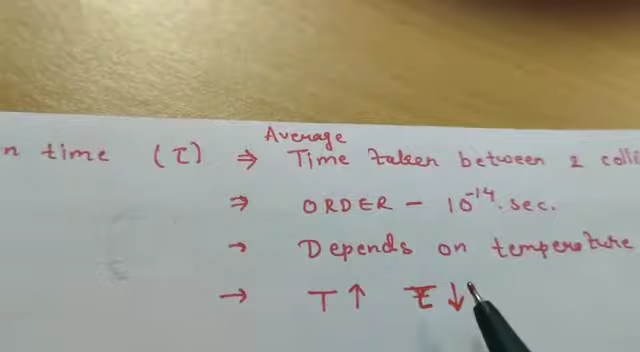 Average
n time (τ) ⇒ Time taken between 2 colli
⇒ ORDER - 10⁻¹⁴ sec.
→ Depends on temperature
→ T↑ τ↓